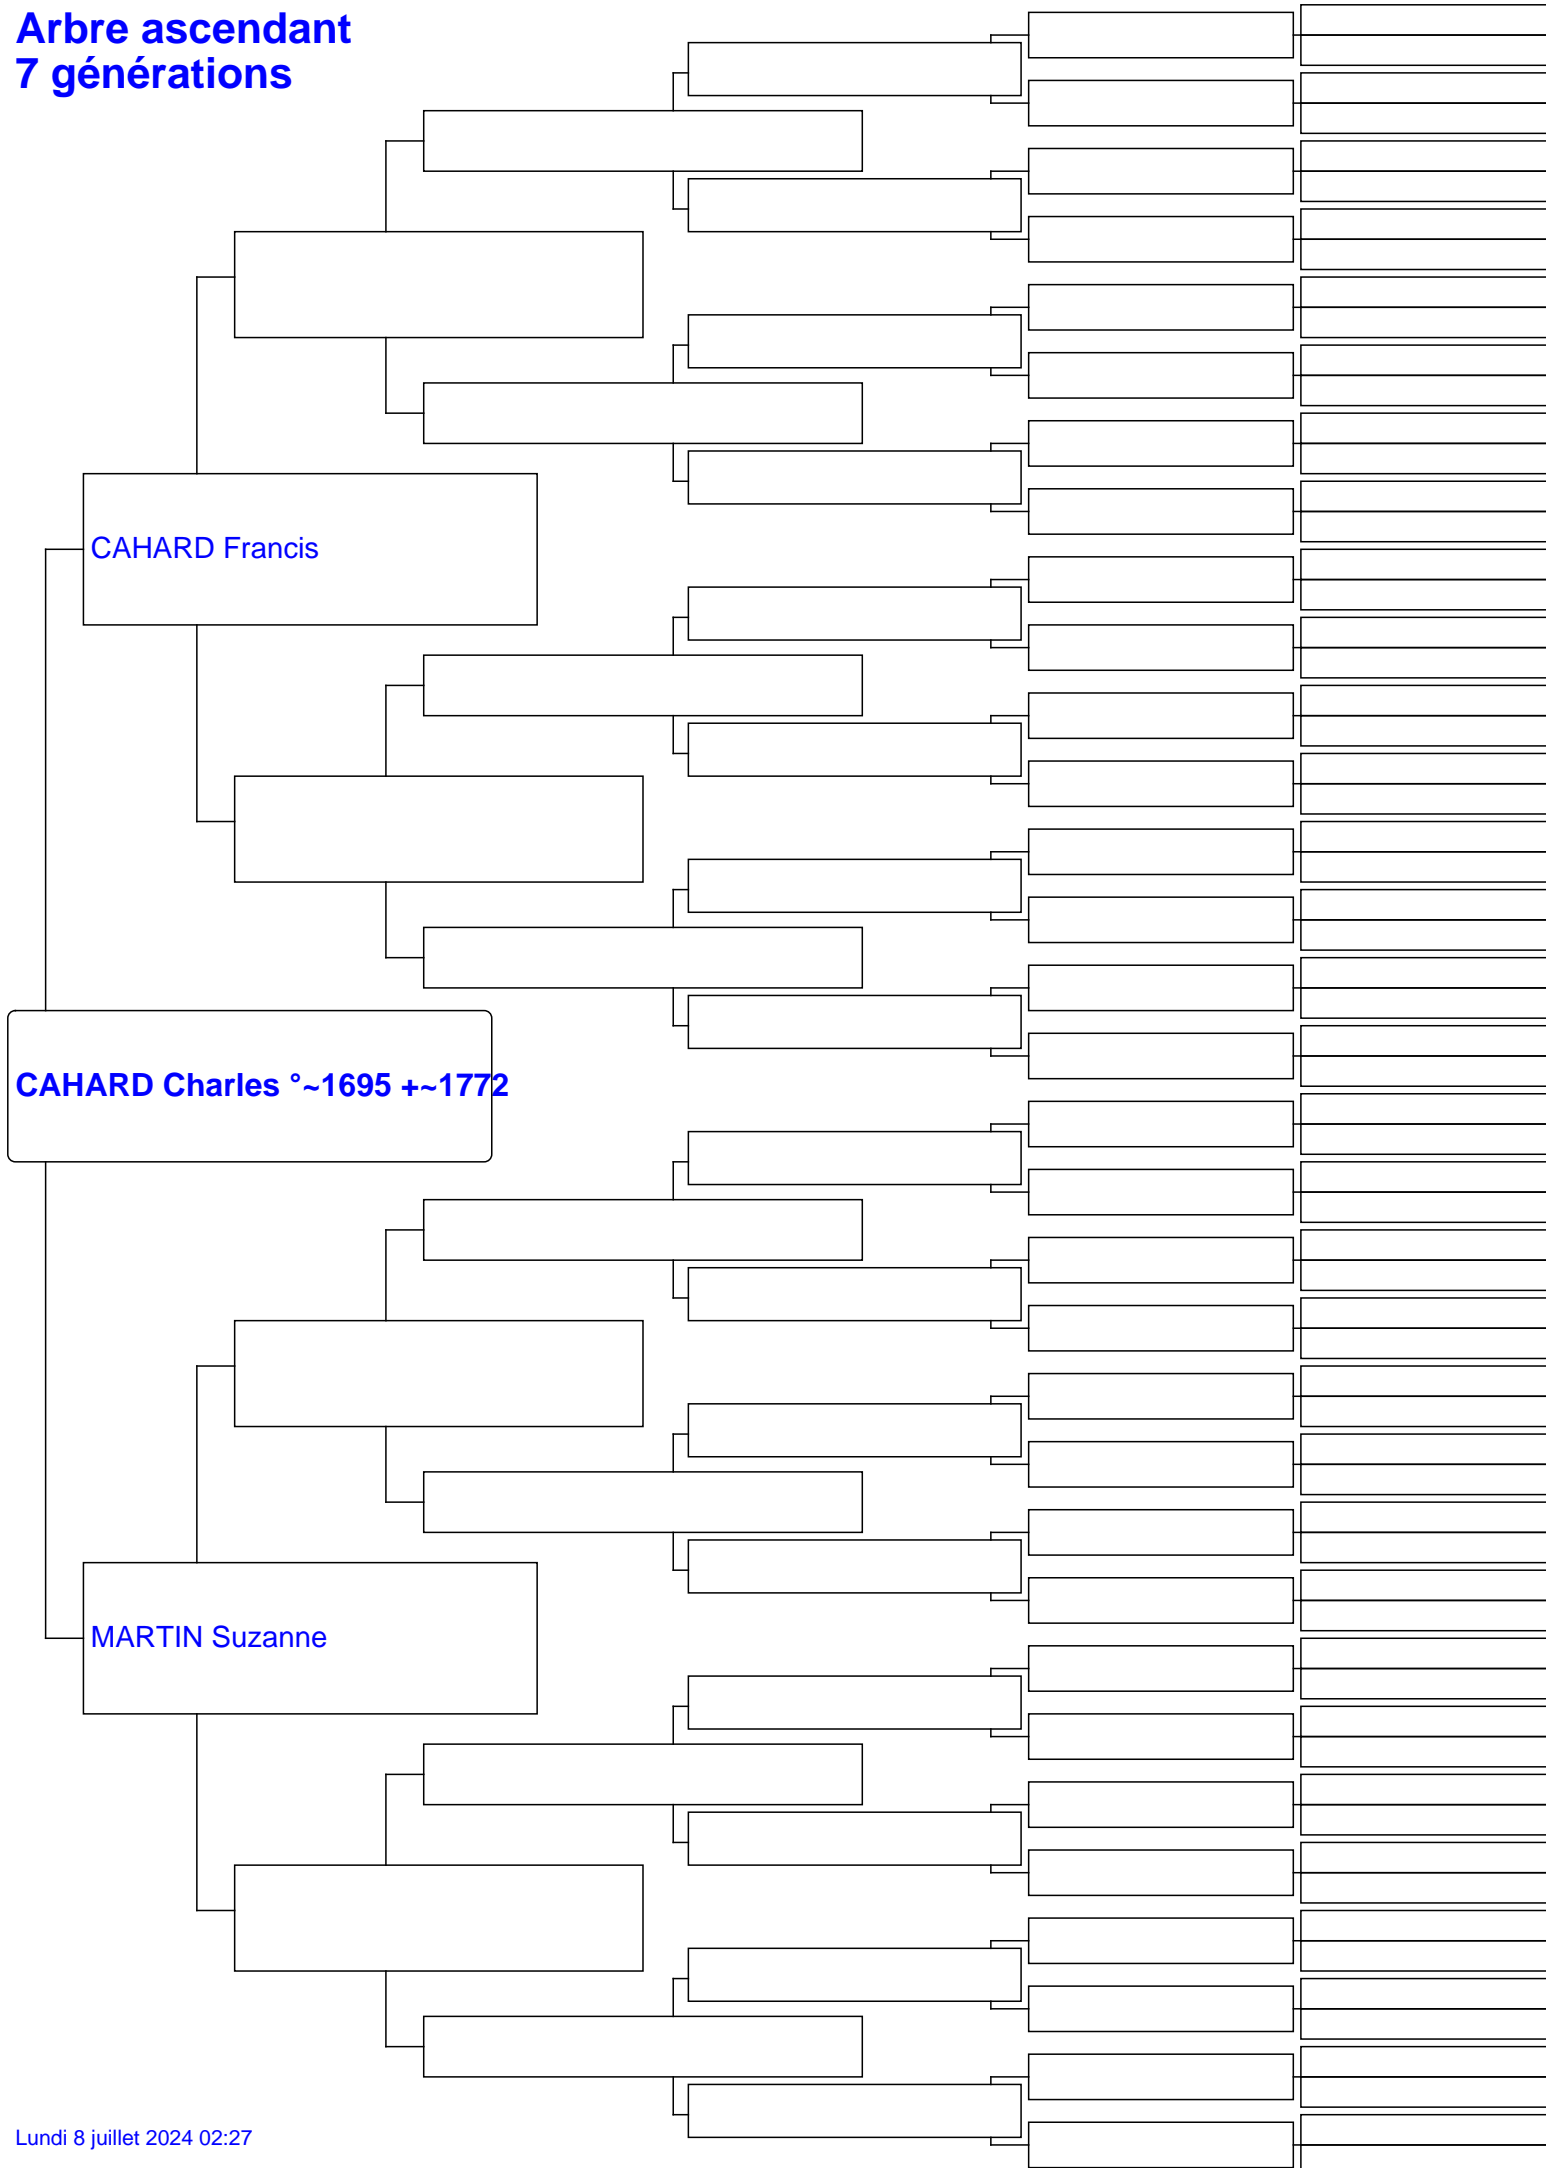 Arbre ascendant
7 générations
CAHARD Francis
CAHARD Charles °~1695 +~1772
MARTIN Suzanne
Lundi 8 juillet 2024 02:27